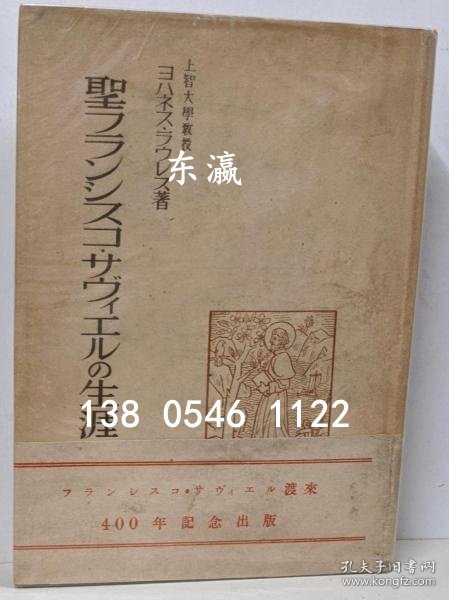 上智大學教授
ヨハネス・ラウレス著
聖フランシスコ・サヴィエルの生涯
东瀛
138 0546 1122
フランシスコ・サヴィエル渡來
400年記念出版
孔夫子旧书网
www.kongfz.com